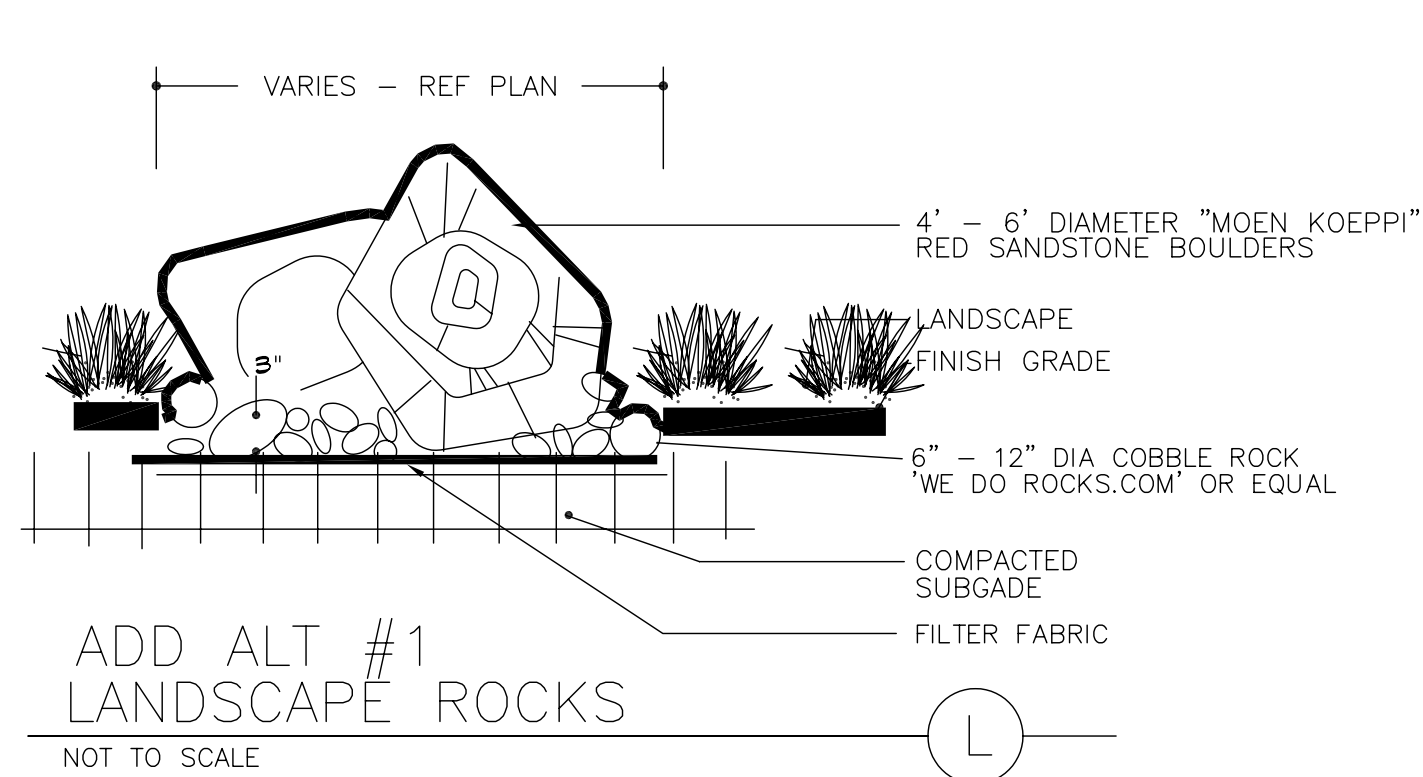 VARIES - REF PLAN
4' - 6' DIAMETER "MOEN KOEPPI"
RED SANDSTONE BOULDERS
LANDSCAPE
FINISH GRADE
3"
6" - 12" DIA COBBLE ROCK
'WE DO ROCKS.COM' OR EQUAL
COMPACTED
SUBGADE
FILTER FABRIC
ADD ALT #1
LANDSCAPE ROCKS
L
NOT TO SCALE